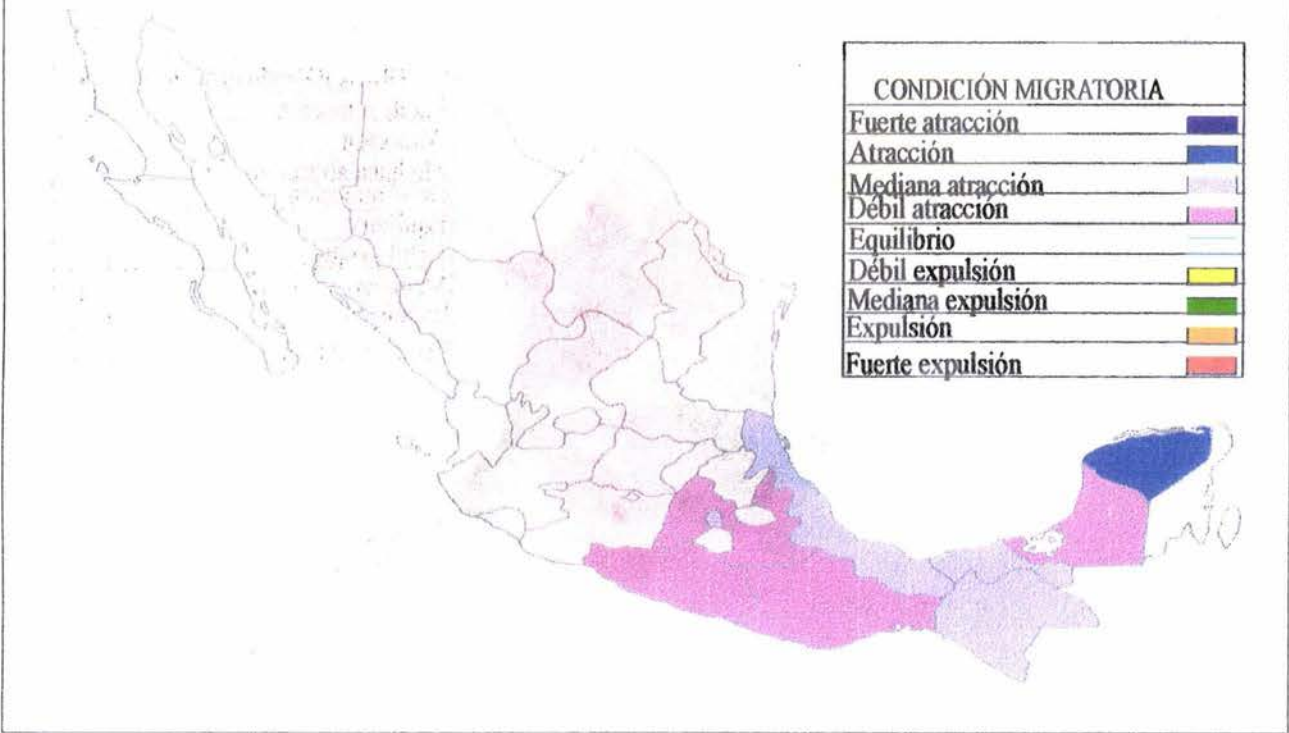 CONDICIÓN MIGRATORIA
Fuerte atracción
Atracción
Mediana atracción
Débil atracción
Equilibrio
Débil expulsión
Mediana expulsión
Expulsión
Fuerte expulsión